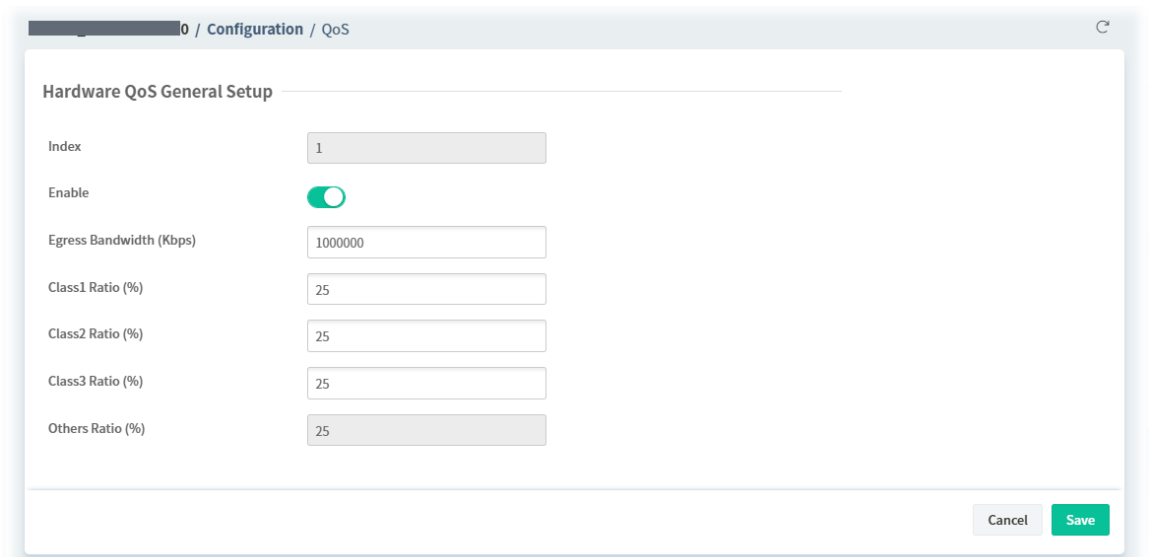 0 / Configuration / QoS
Hardware QoS General Setup
Index 1
Enable
Egress Bandwidth (Kbps) 1000000
Class1 Ratio (%) 25
Class2 Ratio (%) 25
Class3 Ratio (%) 25
Others Ratio (%) 25
Cancel Save